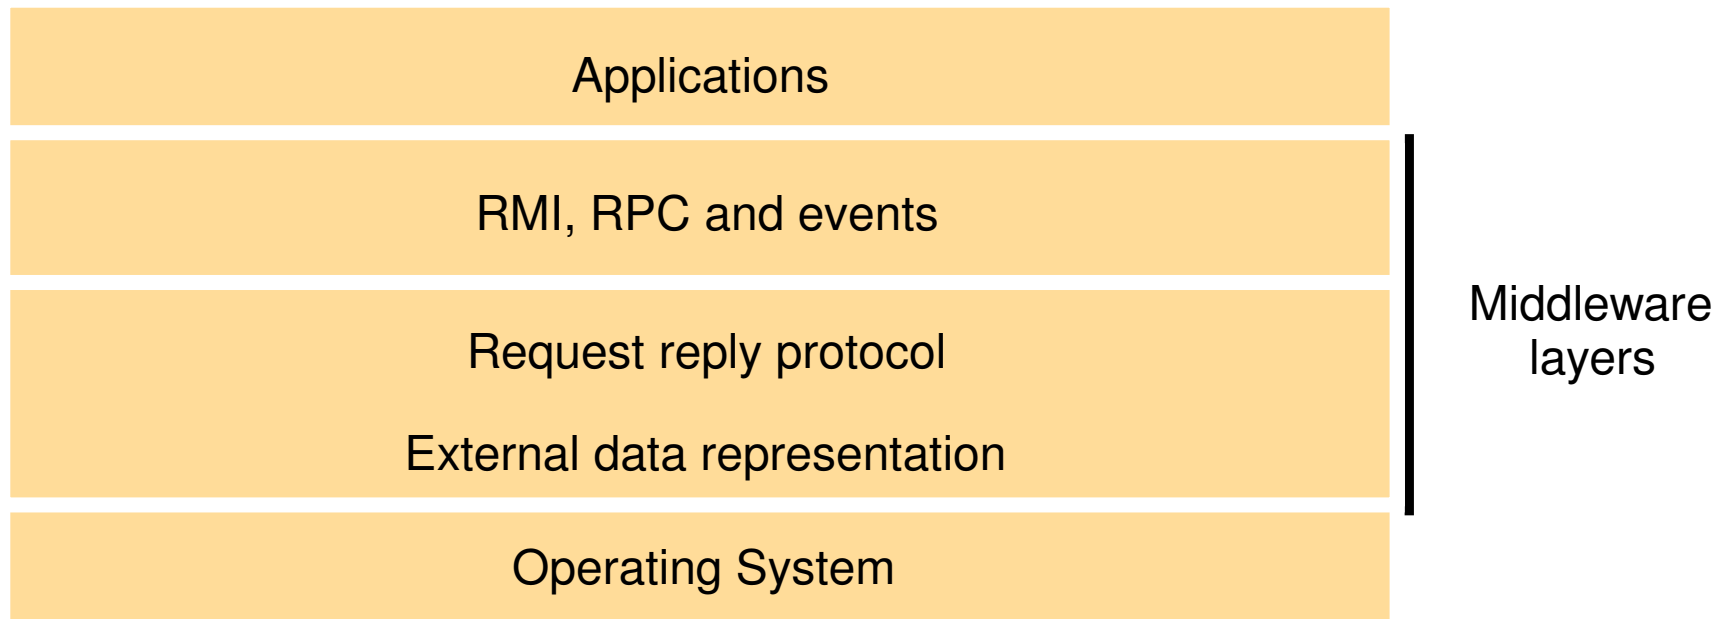 Applications
RMI, RPC and events
Request reply protocol
External data representation
Operating System
Middleware
layers